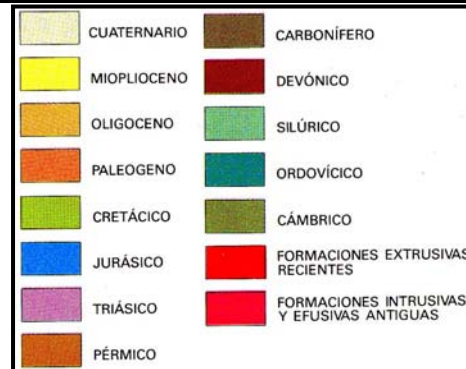 CUATERNARIO
MIOPLIOCENO
OLIGOCENO
PALEOGENO
CRETÁCICO
JURÁSICO
TRIÁSICO
PÉRMICO
CARBONÍFERO
DEVÓNICO
SILÚRICO
ORDOVÍCICO
CÁMBRICO
FORMACIONES EXTRUSIVAS
RECIENTES
FORMACIONES INTRUSIVAS
Y EFUSIVAS ANTIGUAS